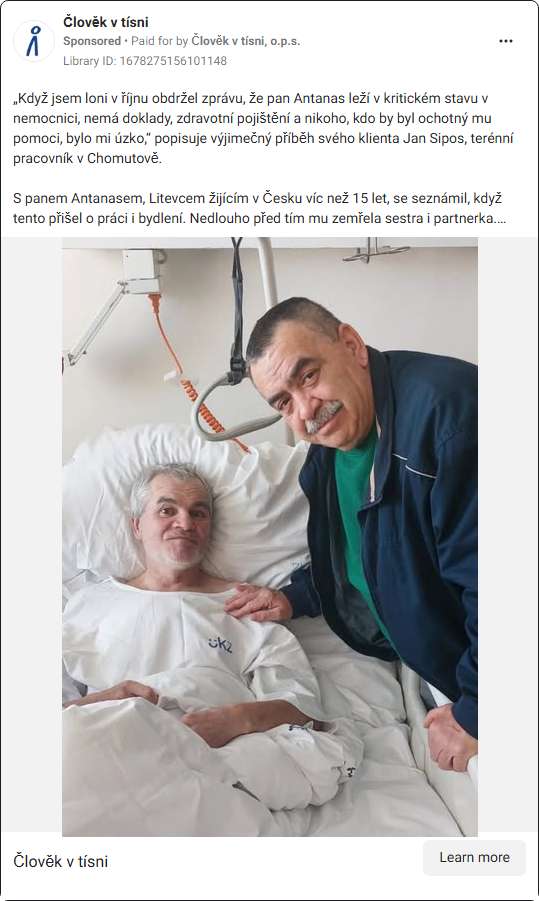 Člověk v tísni
Sponsored • Paid for by Člověk v tísni, o.p.s.
Library ID: 1678275156101148
„Když jsem loni v říjnu obdržel zprávu, že pan Antanas leží v kritickém stavu v
nemocnici, nemá doklady, zdravotní pojištění a nikoho, kdo by byl ochotný mu
pomoci, bylo mi úzko,“ popisuje výjimečný příběh svého klienta Jan Sipos, terénní
pracovník v Chomutově.
S panem Antanasem, Litevcem žijícím v Česku víc než 15 let, se seznámil, když
tento přišel o práci i bydlení. Nedlouho před tím mu zemřela sestra i partnerka....
Člověk v tísni
Learn more